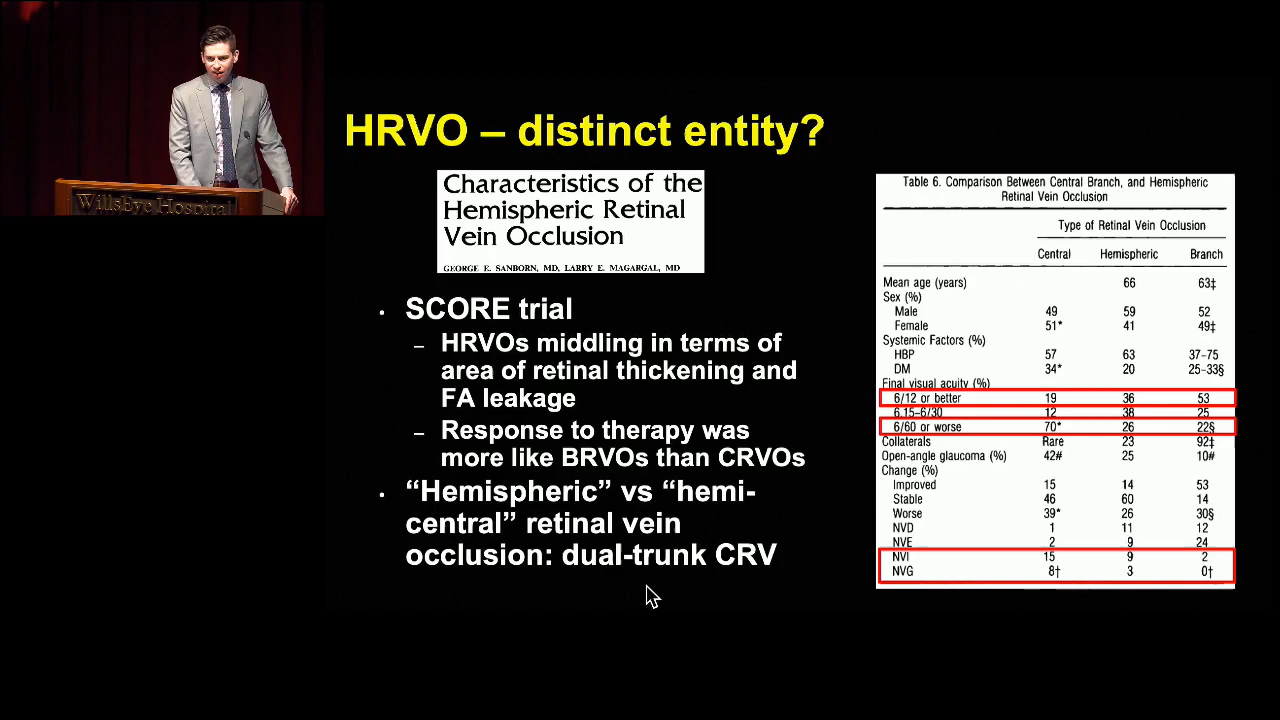 WillsEye Hospital
HRVO – distinct entity?
Characteristics of the
Hemispheric Retinal
Vein Occlusion
GEORGE E. SANBORN, MD, LARRY E. MAGARGAL, MD
• SCORE trial
– HRVOs middling in terms of
area of retinal thickening and
FA leakage
– Response to therapy was
more like BRVOs than CRVOs
• “Hemispheric” vs “hemi-
central” retinal vein
occlusion: dual-trunk CRV
Table 6. Comparison Between Central Branch, and Hemispheric
Retinal Vein Occlusion
Type of Retinal Vein Occlusion
Central Hemispheric Branch
Mean age (years) 66 63‡
Sex (%)
Male 49 59 52
Female 51* 41 49‡
Systemic Factors (%)
HBP 57 63 37–75
DM 34* 20 25–33§
Final visual acuity (%)
6/12 or better 19 36 53
6.15–6/30 12 38 25
6/60 or worse 70* 26 22§
Collaterals Rare 23 92‡
Open-angle glaucoma (%) 42# 25 10#
Change (%)
Improved 15 14 53
Stable 46 60 14
Worse 39* 26 30§
NVD 1 11 12
NVE 2 9 24
NVI 15 9 2
NVG 8† 3 0†